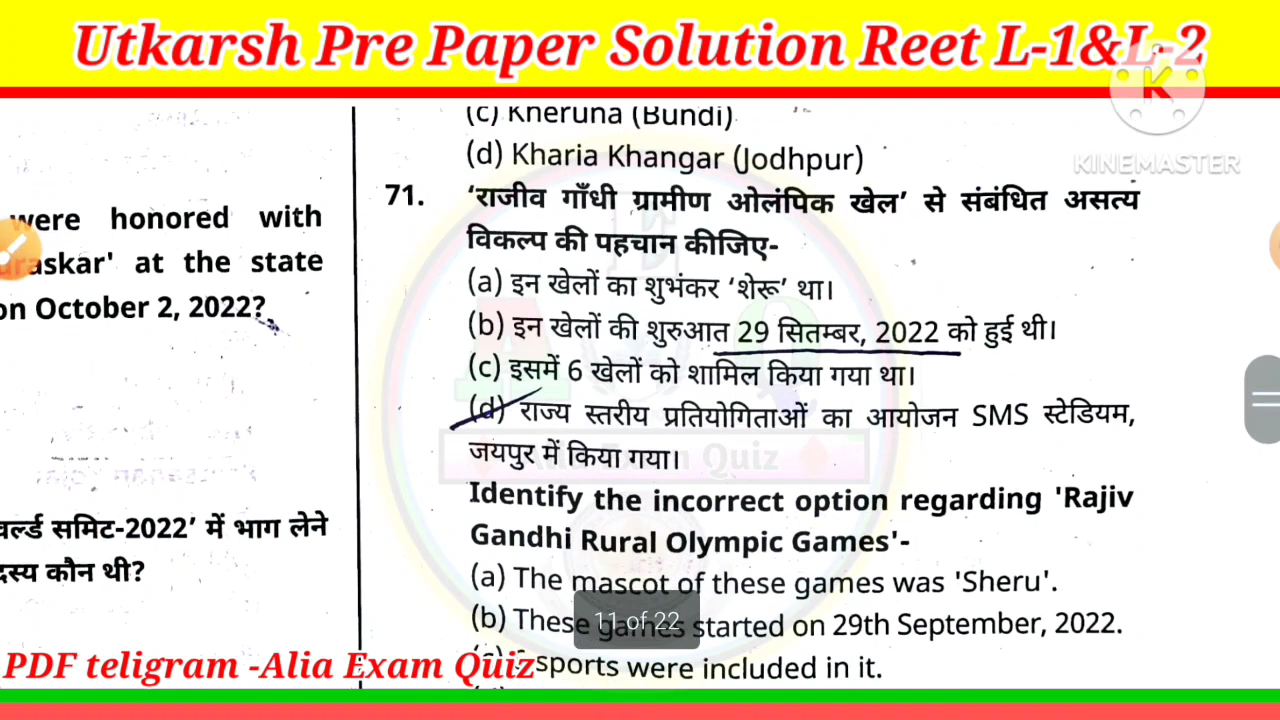 Utkarsh Pre Paper Solution Reet L-1&L-2
KINEMASTER
were honored with
uraskar' at the state
on October 2, 2022?
वर्ल्ड समिट-2022’ में भाग लेने
दस्य कौन थी?
(c) Kheruna (Bundi)
(d) Kharia Khangar (Jodhpur)
71. ‘राजीव गाँधी ग्रामीण ओलंपिक खेल’ से संबंधित असत्य
विकल्प की पहचान कीजिए-
(a) इन खेलों का शुभंकर ‘शेरू’ था।
(b) इन खेलों की शुरुआत 29 सितम्बर, 2022 को हुई थी।
(c) इसमें 6 खेलों को शामिल किया गया था।
(d) राज्य स्तरीय प्रतियोगिताओं का आयोजन SMS स्टेडियम,
जयपुर में किया गया।
Identify the incorrect option regarding 'Rajiv
Gandhi Rural Olympic Games'-
(a) The mascot of these games was 'Sheru'.
(b) These games started on 29th September, 2022.
sports were included in it.
11 of 22
Alia Exam Quiz
PDF teligram -Alia Exam Quiz